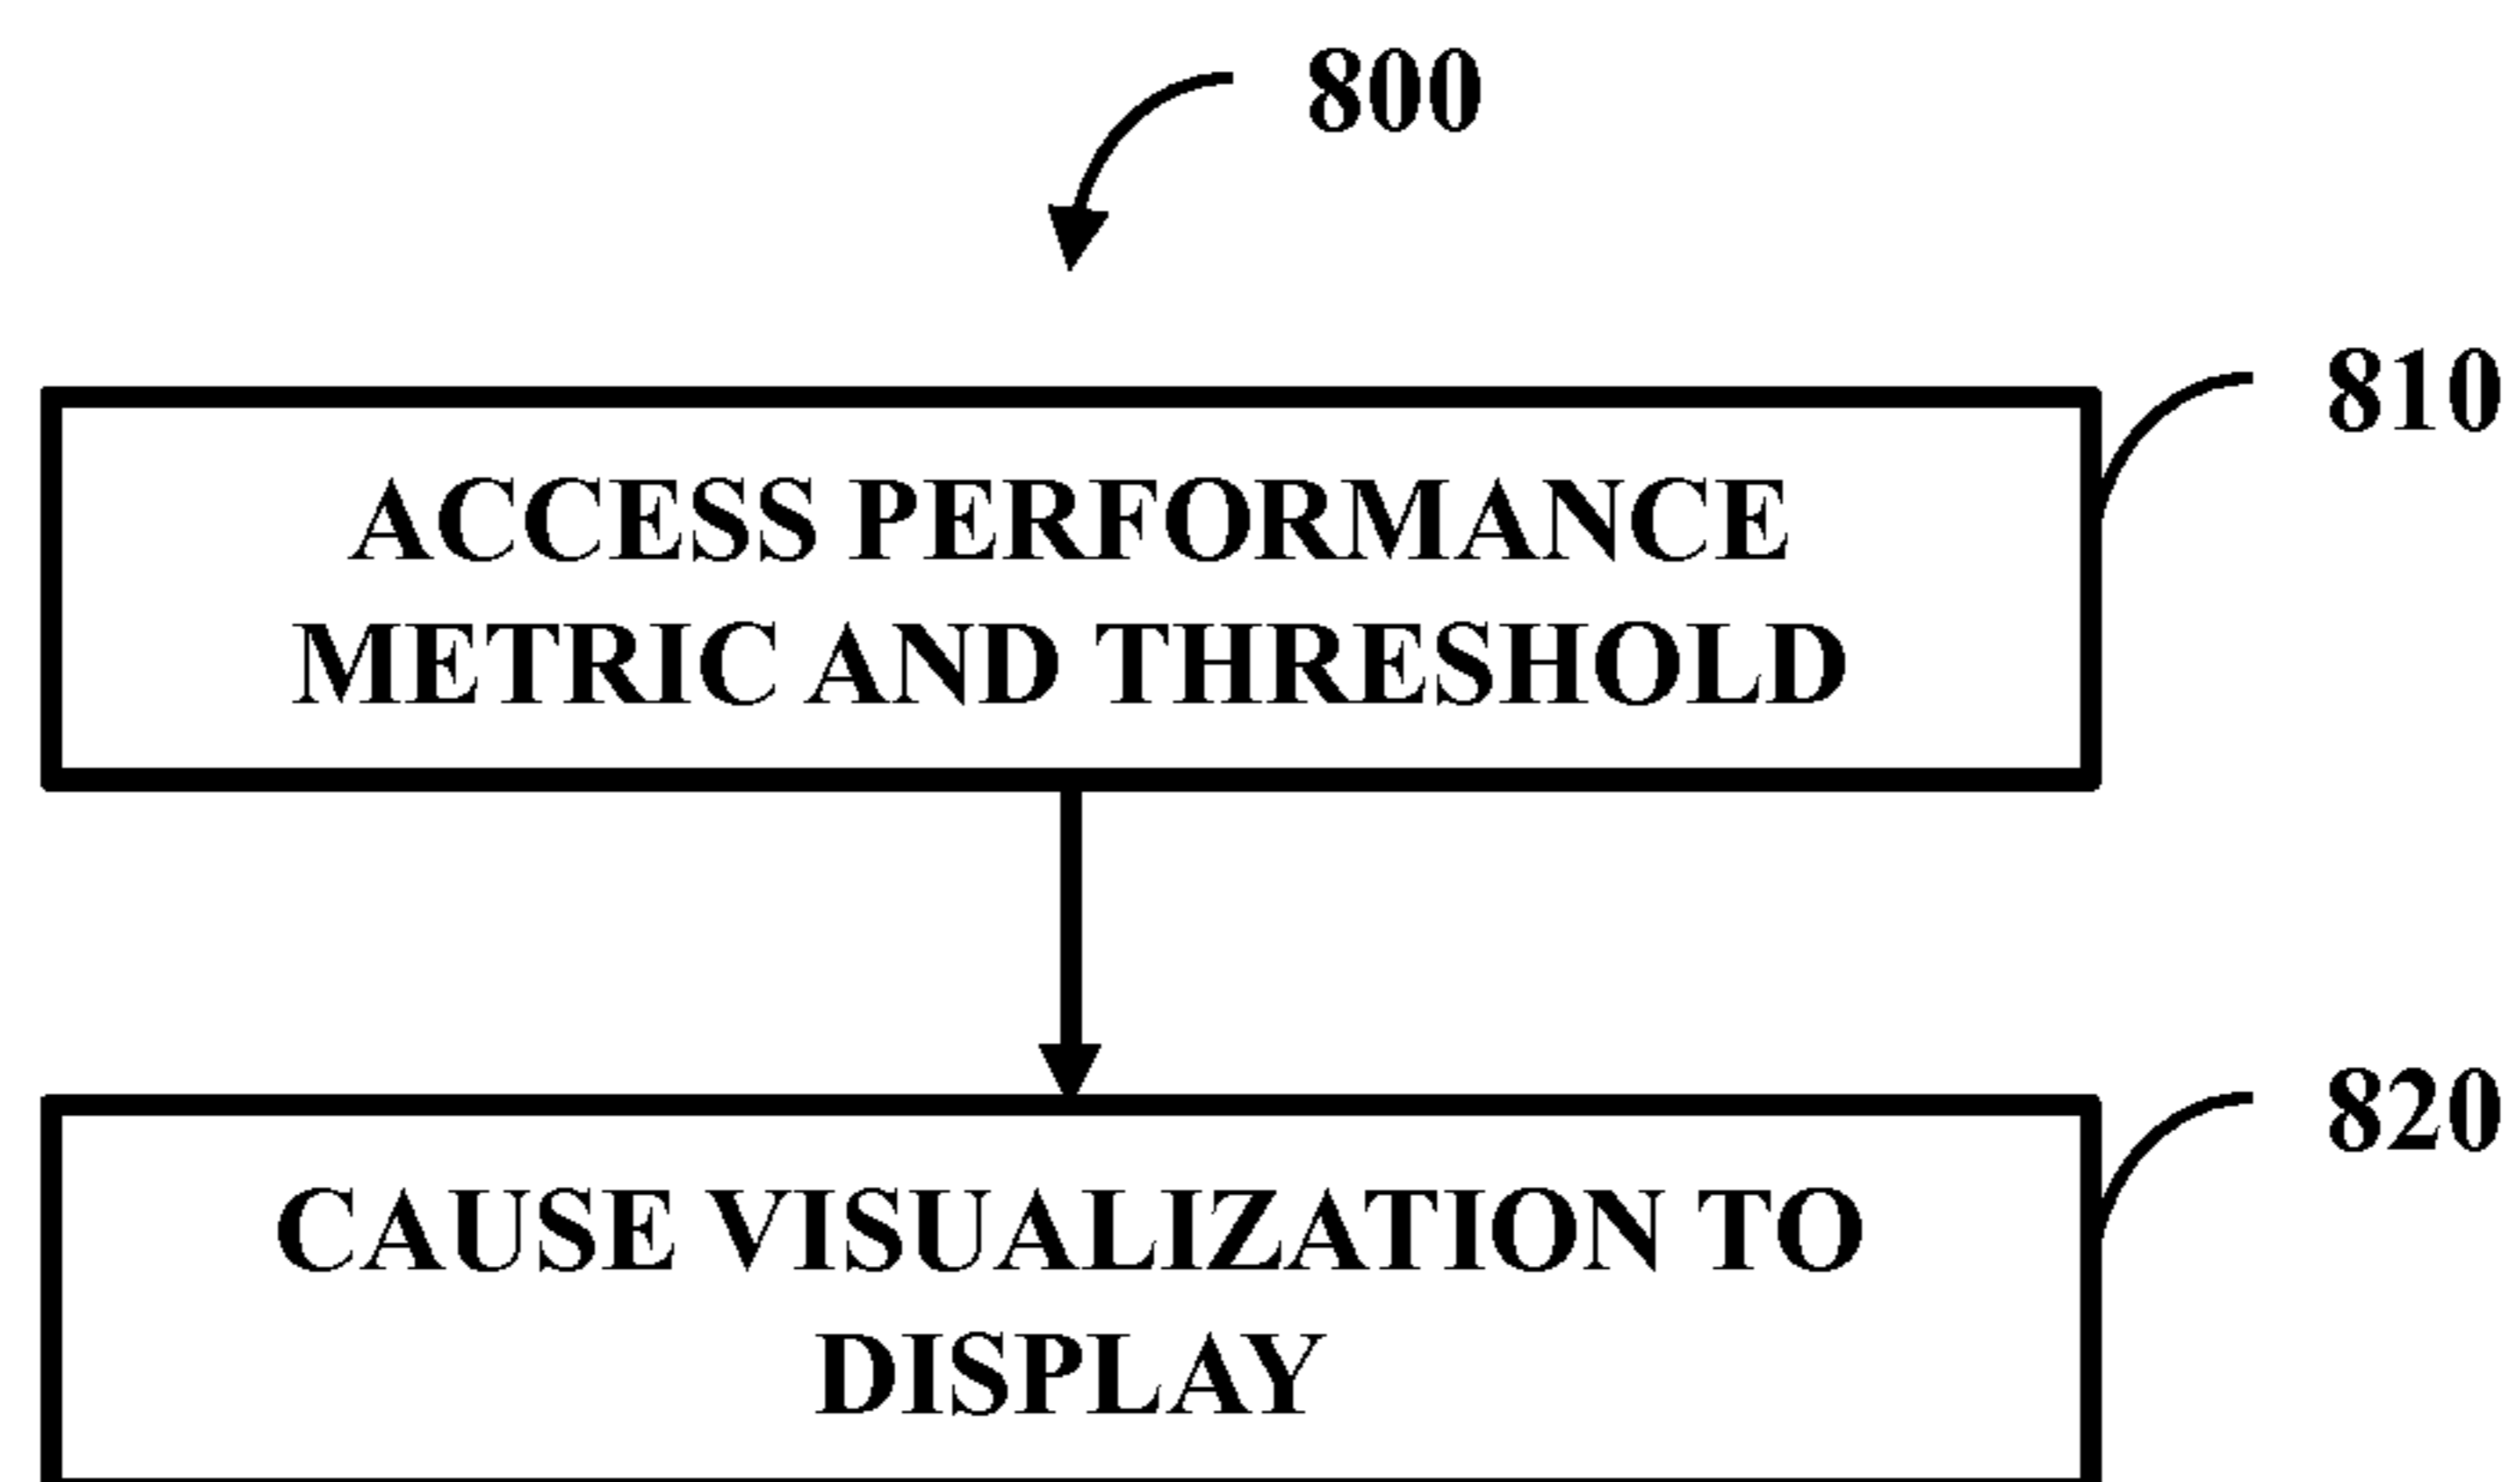 800
810
ACCESS PERFORMANCE
METRIC AND THRESHOLD
820
CAUSE VISUALIZATION TO
DISPLAY